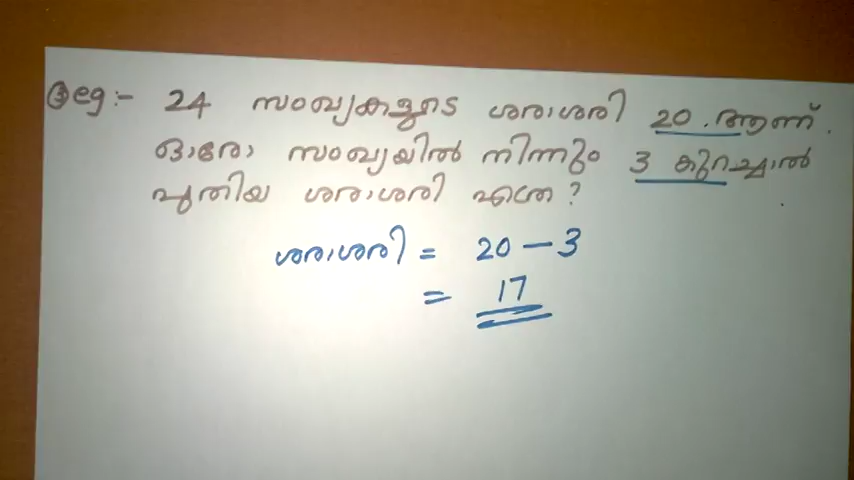 ③ eg:- 24 സംഖ്യകളുടെ ശരാശരി 20 . ആണ്.
ഓരോ സംഖ്യയിൽ നിന്നും 3 കുറച്ചാൽ
പുതിയ ശരാശരി എത്ര?
ശരാശരി = 20 – 3
= 17